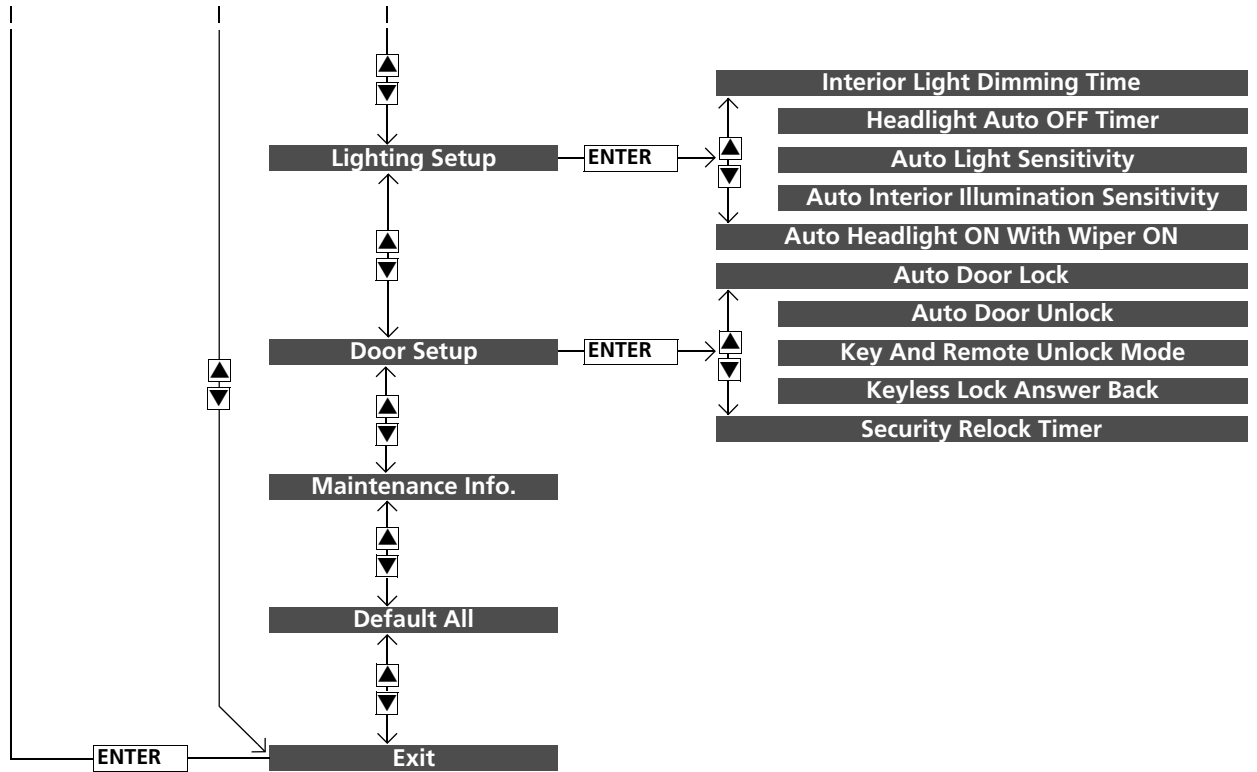 Interior Light Dimming Time
Headlight Auto OFF Timer
Lighting Setup
ENTER
Auto Light Sensitivity
Auto Interior Illumination Sensitivity
Auto Headlight ON With Wiper ON
Auto Door Lock
Auto Door Unlock
Door Setup
ENTER
Key And Remote Unlock Mode
Keyless Lock Answer Back
Security Relock Timer
Maintenance Info.
Default All
ENTER
Exit